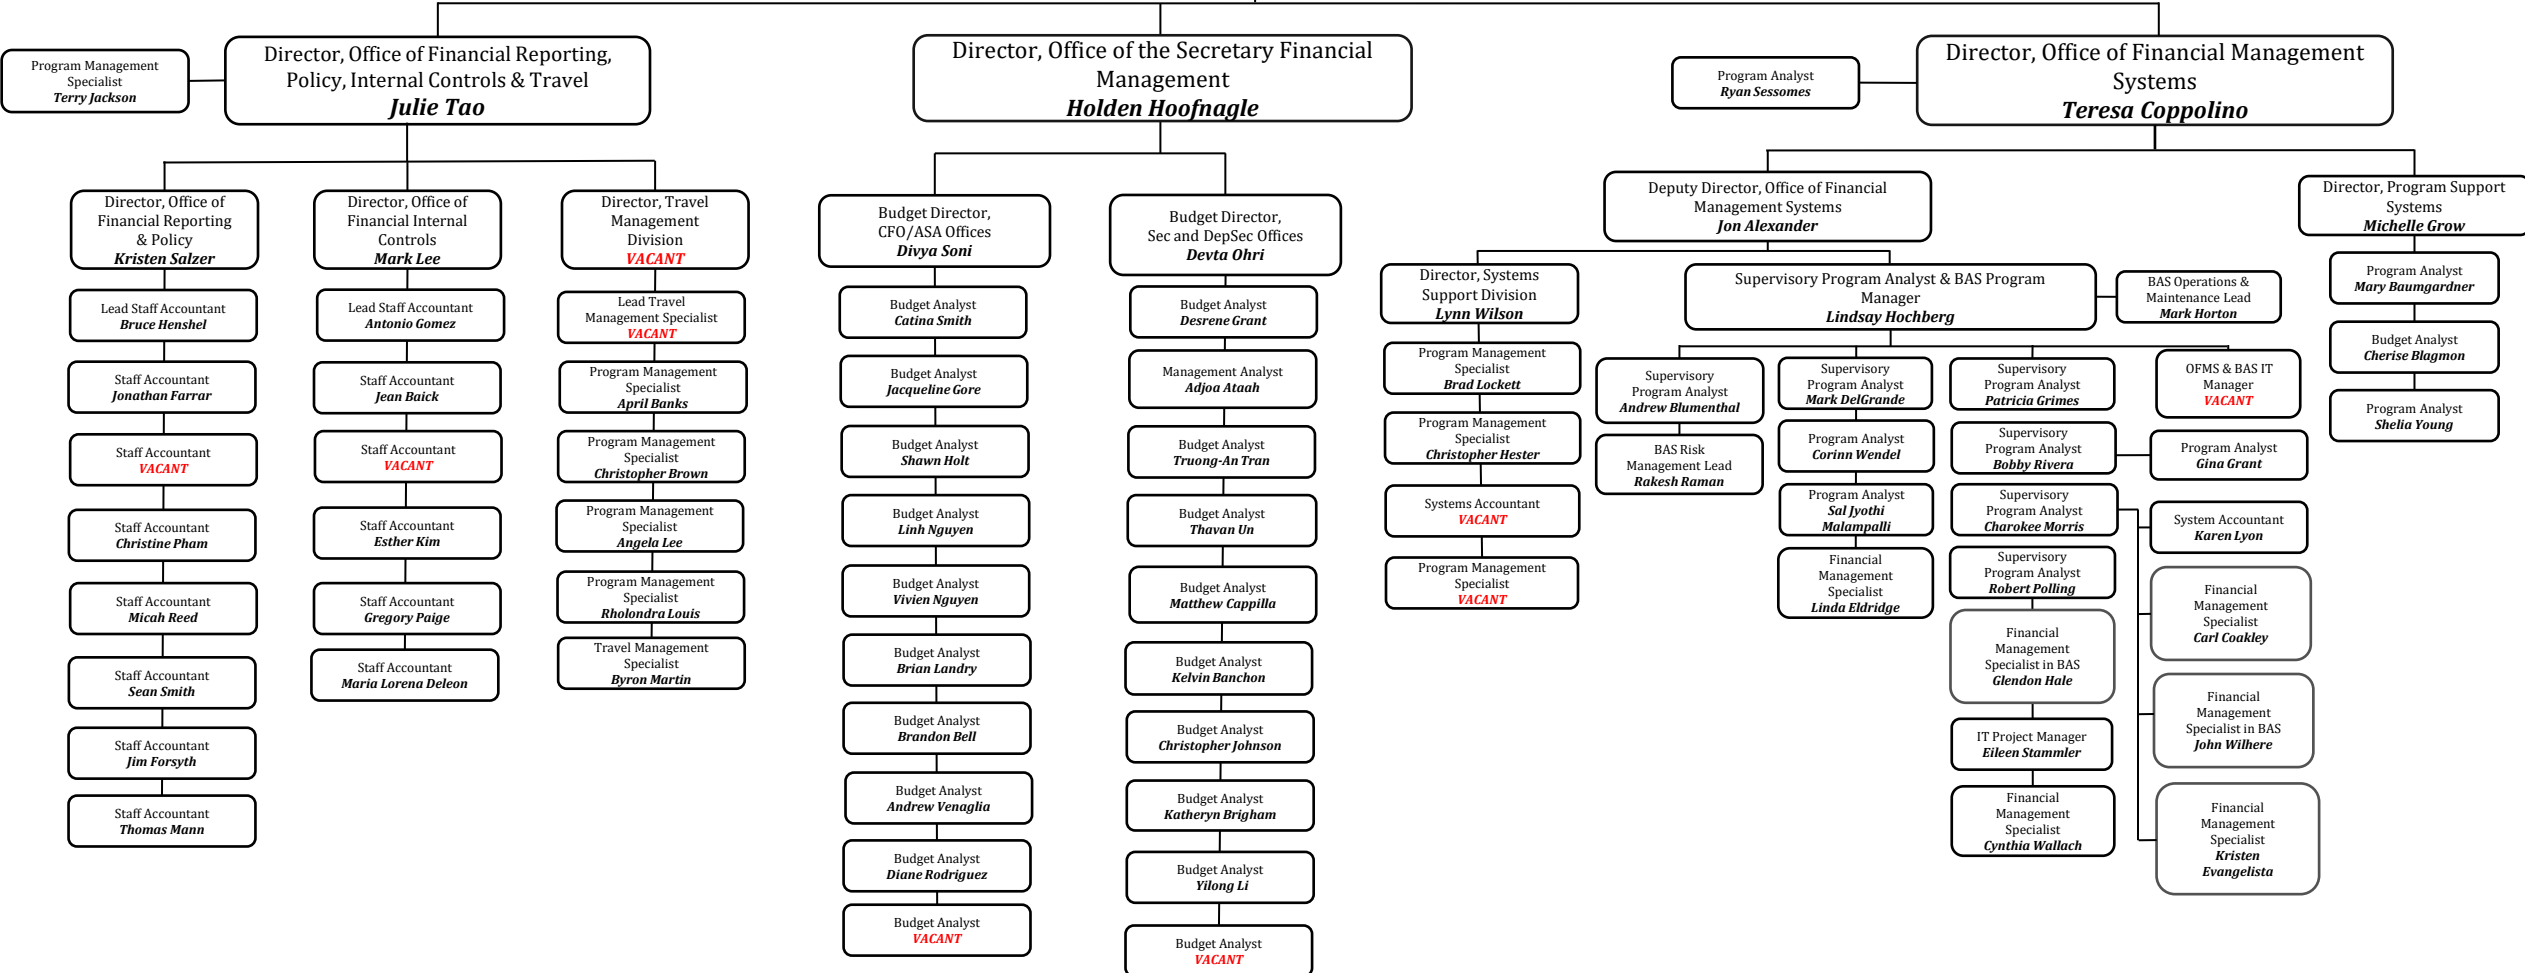 Program Management
Specialist
Terry Jackson
Director, Office of Financial Reporting,
Policy, Internal Controls & Travel
Julie Tao
Director, Office of
Financial Reporting
& Policy
Kristen Salzer
Lead Staff Accountant
Bruce Henshel
Staff Accountant
Jonathan Farrar
Staff Accountant
VACANT
Staff Accountant
Christine Pham
Staff Accountant
Micah Reed
Staff Accountant
Sean Smith
Staff Accountant
Jim Forsyth
Staff Accountant
Thomas Mann
Director, Office of
Financial Internal
Controls
Mark Lee
Lead Staff Accountant
Antonio Gomez
Staff Accountant
Jean Baick
Staff Accountant
VACANT
Staff Accountant
Esther Kim
Staff Accountant
Gregory Paige
Staff Accountant
Maria Lorena Deleon
Director, Travel
Management
Division
VACANT
Lead Travel
Management Specialist
VACANT
Program Management
Specialist
April Banks
Program Management
Specialist
Christopher Brown
Program Management
Specialist
Angela Lee
Program Management
Specialist
Rholondra Louis
Travel Management
Specialist
Byron Martin
Director, Office of the Secretary Financial
Management
Holden Hoofnagle
Budget Director,
CFO/ASA Offices
Divya Soni
Budget Analyst
Catina Smith
Budget Analyst
Jacqueline Gore
Budget Analyst
Shawn Holt
Budget Analyst
Linh Nguyen
Budget Analyst
Vivien Nguyen
Budget Analyst
Brian Landry
Budget Analyst
Brandon Bell
Budget Analyst
Andrew Venaglia
Budget Analyst
Diane Rodriguez
Budget Analyst
VACANT
Budget Director,
Sec and DepSec Offices
Devta Ohri
Budget Analyst
Desrene Grant
Management Analyst
Adjoa Ataah
Budget Analyst
Truong-An Tran
Budget Analyst
Thavan Un
Budget Analyst
Matthew Cappilla
Budget Analyst
Kelvin Banchon
Budget Analyst
Christopher Johnson
Budget Analyst
Katheryn Brigham
Budget Analyst
Yilong Li
Budget Analyst
VACANT
Program Analyst
Ryan Sessomes
Director, Office of Financial Management
Systems
Teresa Coppolino
Deputy Director, Office of Financial
Management Systems
Jon Alexander
Director, Systems
Support Division
Lynn Wilson
Program Management
Specialist
Brad Lockett
Program Management
Specialist
Christopher Hester
Systems Accountant
VACANT
Program Management
Specialist
VACANT
Supervisory Program Analyst & BAS Program
Manager
Lindsay Hochberg
BAS Operations &
Maintenance Lead
Mark Horton
Supervisory
Program Analyst
Andrew Blumenthal
BAS Risk
Management Lead
Rakesh Raman
Supervisory
Program Analyst
Mark DelGrande
Program Analyst
Corinn Wendel
Program Analyst
Sal Jyothi
Malampalli
Financial
Management
Specialist
Linda Eldridge
Supervisory
Program Analyst
Patricia Grimes
Supervisory
Program Analyst
Bobby Rivera
Supervisory
Program Analyst
Charokee Morris
Supervisory
Program Analyst
Robert Polling
Financial
Management
Specialist in BAS
Glendon Hale
IT Project Manager
Eileen Stammler
Financial
Management
Specialist
Cynthia Wallach
OFMS & BAS IT
Manager
VACANT
Program Analyst
Gina Grant
System Accountant
Karen Lyon
Financial
Management
Specialist
Carl Coakley
Financial
Management
Specialist in BAS
John Wilhere
Financial
Management
Specialist
Kristen
Evangelista
Director, Program Support
Systems
Michelle Grow
Program Analyst
Mary Baumgardner
Budget Analyst
Cherise Blagmon
Program Analyst
Shelia Young